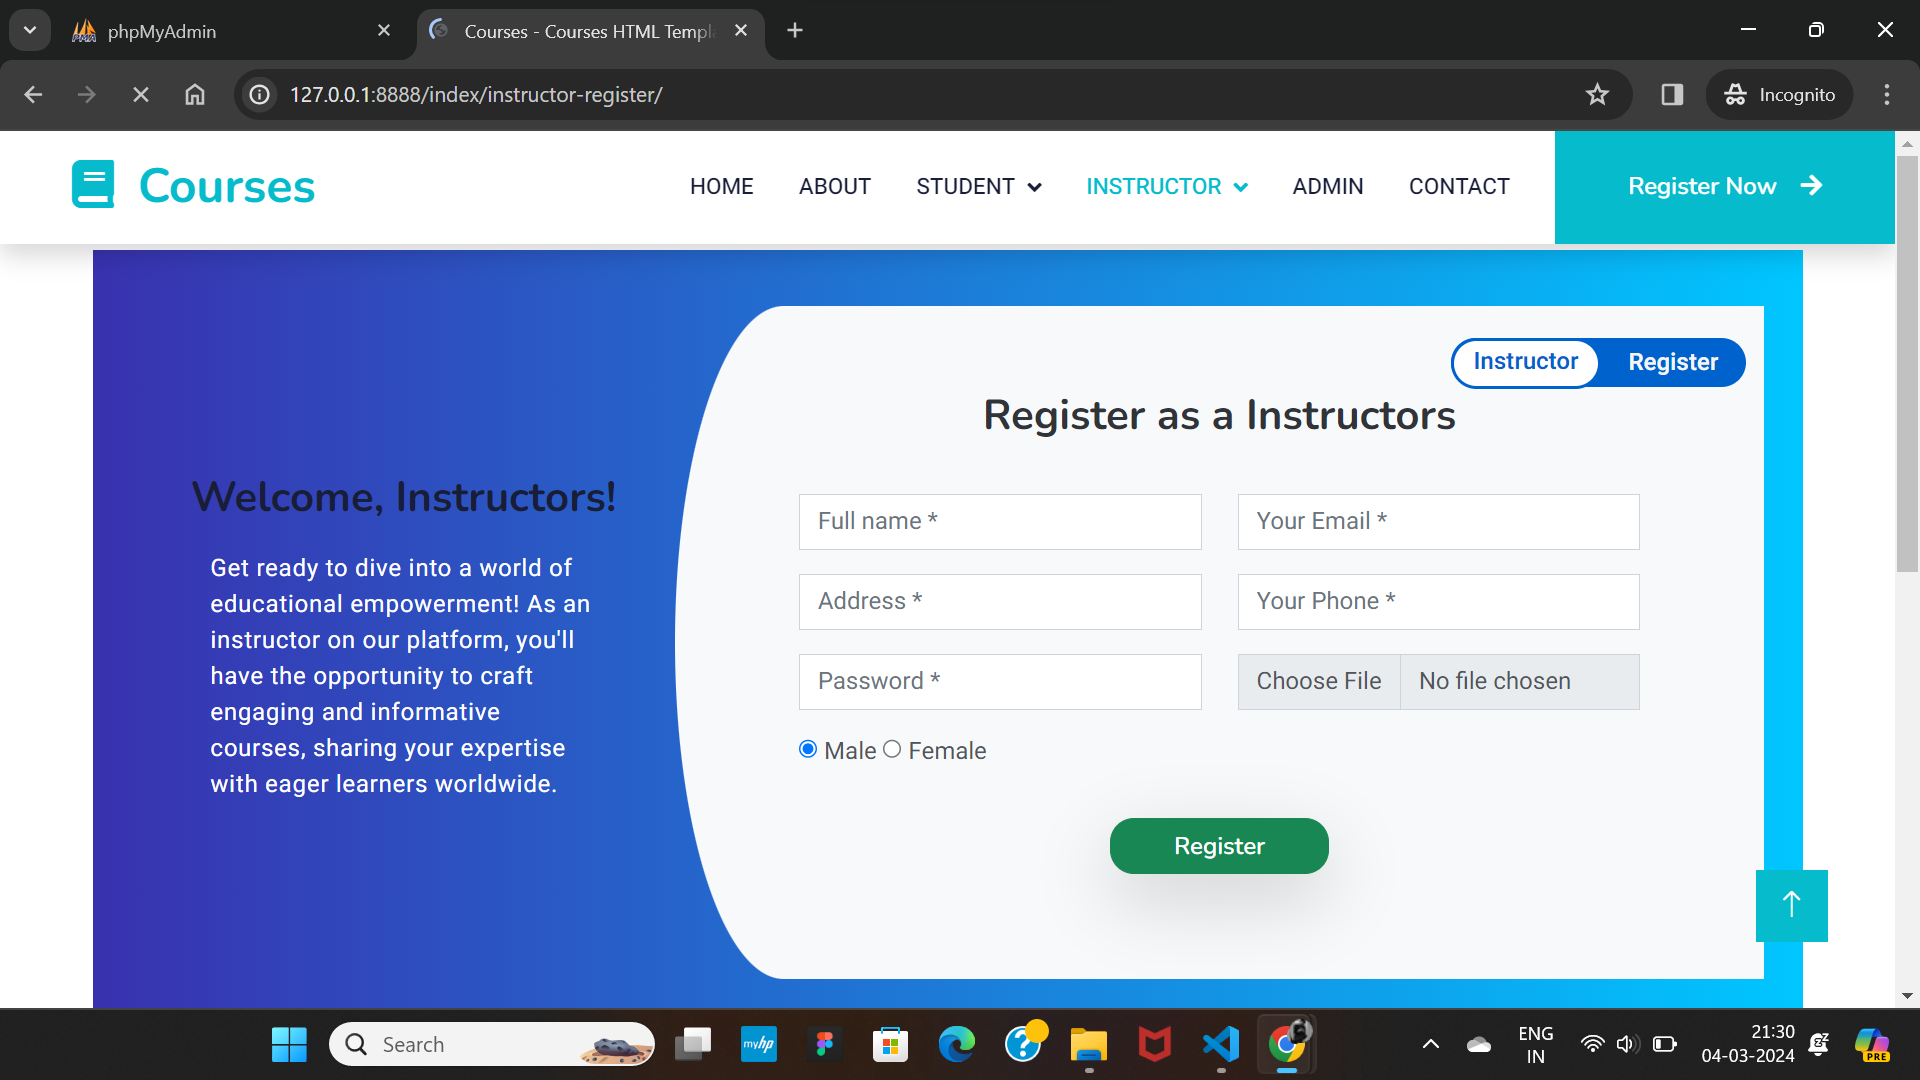 phpMyAdmin
Courses - Courses HTML Templa
127.0.0.1:8888/index/instructor-register/
Incognito
Courses
HOME
ABOUT
STUDENT
INSTRUCTOR
ADMIN
CONTACT
Register Now
Instructor
Register
Register as a Instructors
Welcome, Instructors!
Get ready to dive into a world of
educational empowerment! As an
instructor on our platform, you'll
have the opportunity to craft
engaging and informative
courses, sharing your expertise
with eager learners worldwide.
Full name *
Your Email *
Address *
Your Phone *
Password *
Choose File
No file chosen
Male
Female
Register
Search
myhp
ENG
IN
21:30
04-03-2024
PRE